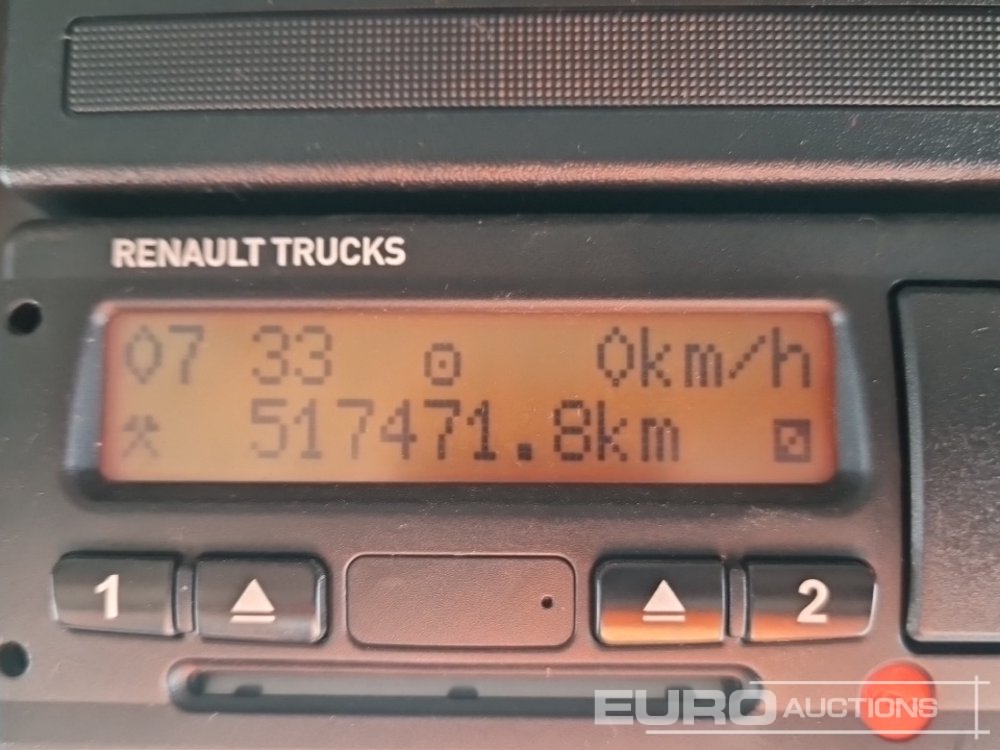 RENAULT TRUCKS
07 33 0km/h
517471.8km
1 2
EURO AUCTIONS